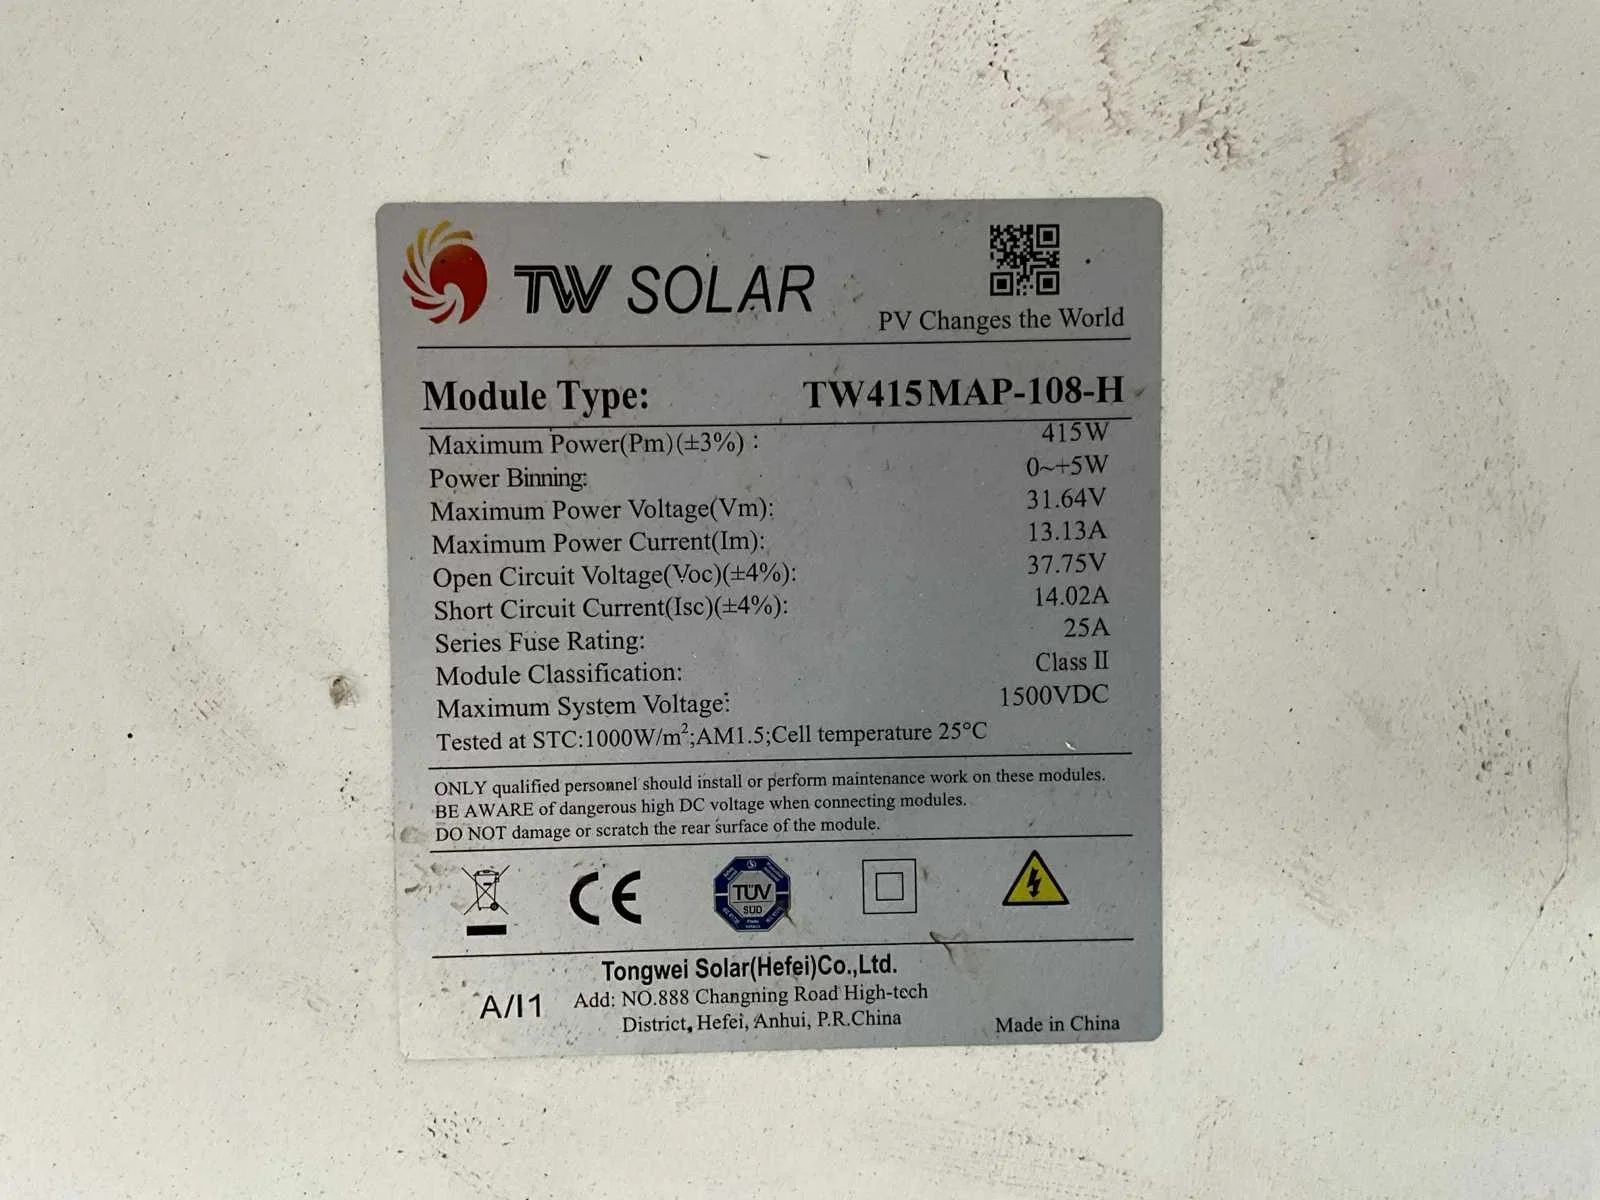 TW SOLAR
PV Changes the World
Module Type: TW415MAP-108-H
Maximum Power(Pm)(±3%) : 415W
Power Binning: 0~+5W
Maximum Power Voltage(Vm): 31.64V
Maximum Power Current(Im): 13.13A
Open Circuit Voltage(Voc)(±4%): 37.75V
Short Circuit Current(Isc)(±4%): 14.02A
Series Fuse Rating: 25A
Module Classification: Class II
Maximum System Voltage: 1500VDC
Tested at STC:1000W/m²;AM1.5;Cell temperature 25°C
ONLY qualified personnel should install or perform maintenance work on these modules.
BE AWARE of dangerous high DC voltage when connecting modules.
DO NOT damage or scratch the rear surface of the module.
CE
TÜV
SÜD
Tongwei Solar(Hefei)Co.,Ltd.
A/I1
Add: NO.888 Changning Road High-tech
District, Hefei, Anhui, P.R.China
Made in China